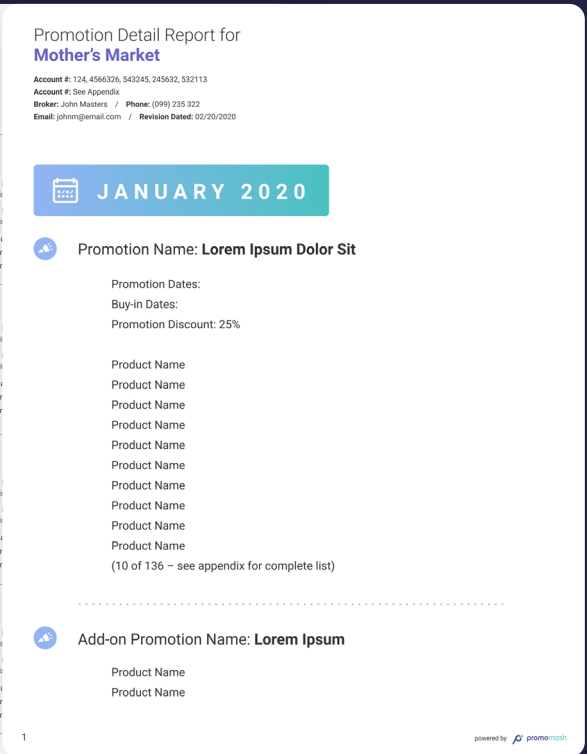 Promotion Detail Report for
Mother's Market
Account #: 124, 4566326, 543245, 245632, 532113
Account #: See Appendix
Broker: John Masters / Phone: (099) 235 322
Email: johnm@email.com / Revision Dated: 02/20/2020
JANUARY 2020
Promotion Name: Lorem Ipsum Dolor Sit
Promotion Dates:
Buy-in Dates:
Promotion Discount: 25%
Product Name
Product Name
Product Name
Product Name
Product Name
Product Name
Product Name
Product Name
Product Name
Product Name
(10 of 136 – see appendix for complete list)
Add-on Promotion Name: Lorem Ipsum
Product Name
Product Name
1
powered by promomash